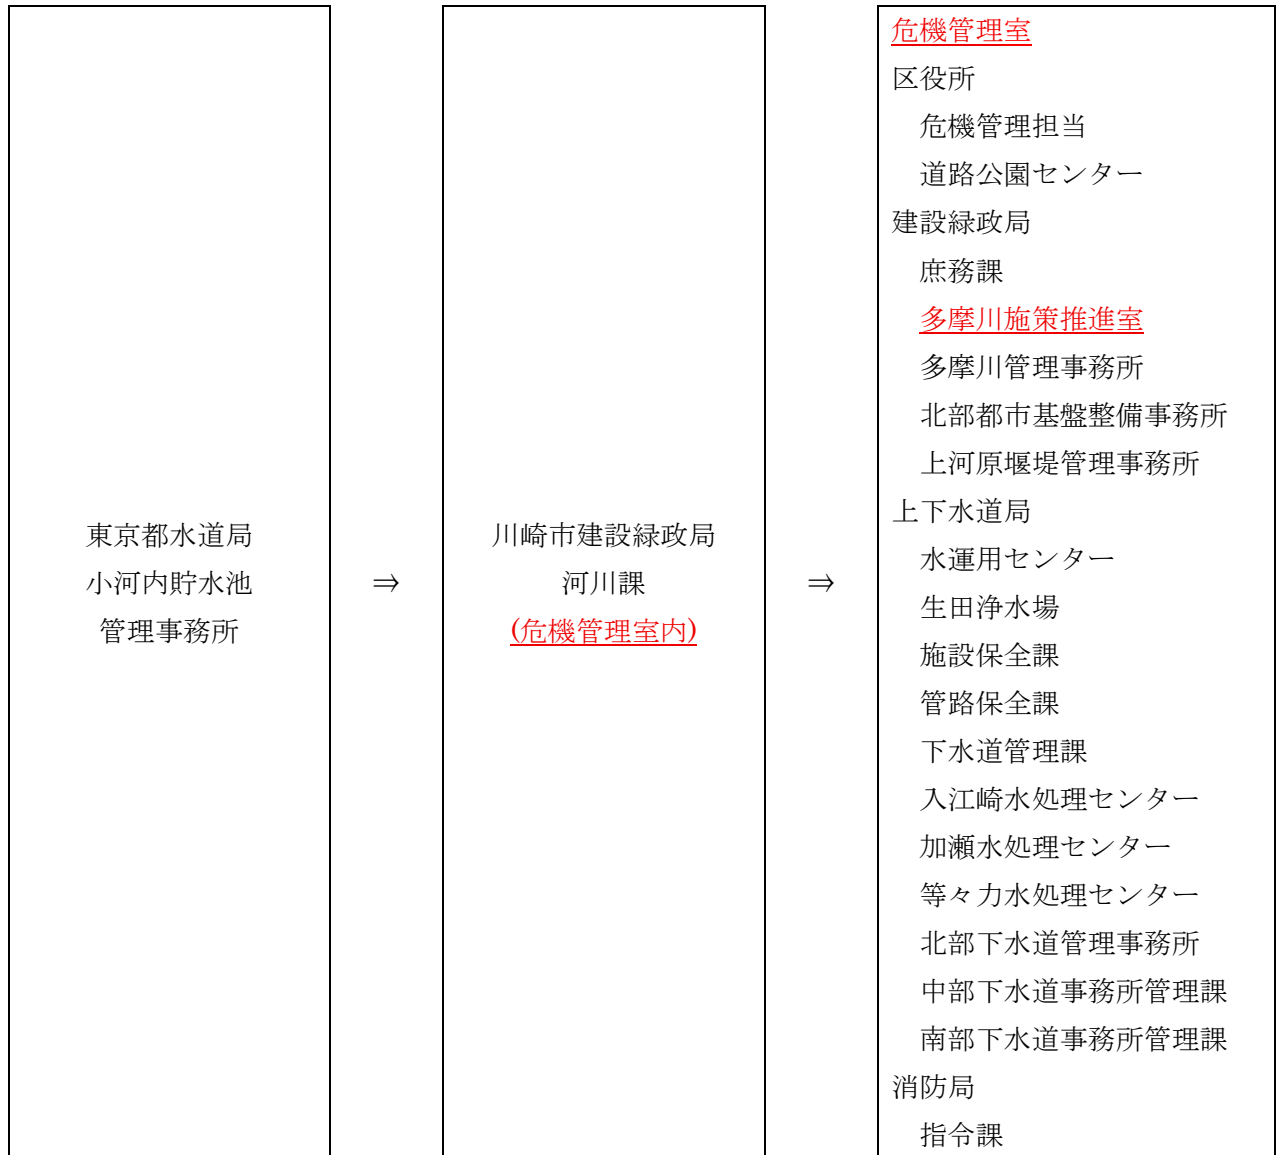 東京都水道局
小河内貯水池
管理事務所
⇒
川崎市建設緑政局
河川課
(危機管理室内)
⇒
危機管理室
区役所
危機管理担当
道路公園センター
建設緑政局
庶務課
多摩川施策推進室
多摩川管理事務所
北部都市基盤整備事務所
上河原堰堤管理事務所
上下水道局
水運用センター
生田浄水場
施設保全課
管路保全課
下水道管理課
入江崎水処理センター
加瀬水処理センター
等々力水処理センター
北部下水道管理事務所
中部下水道事務所管理課
南部下水道事務所管理課
消防局
指令課